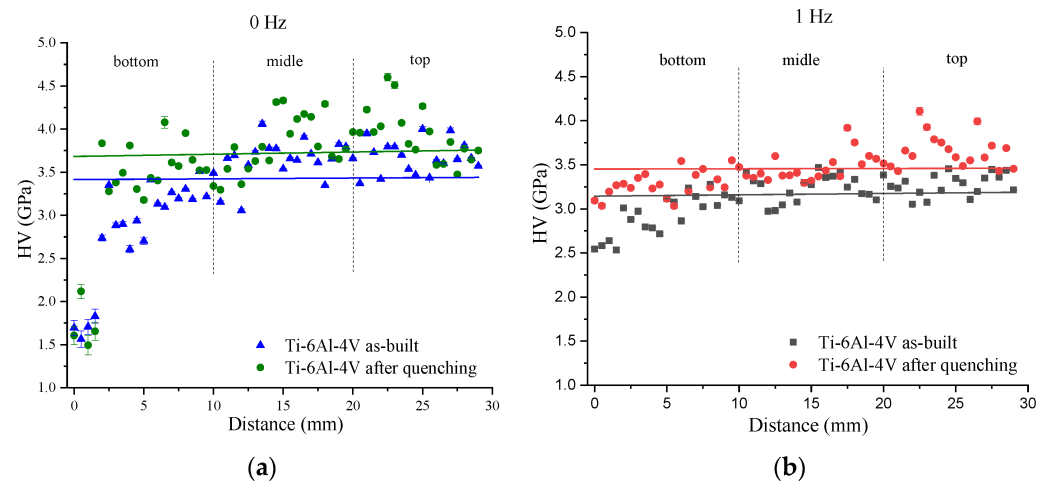 0 Hz
5.0
4.5
4.0
3.5
3.0
2.5
2.0
1.5
1.0
HV (GPa)
bottom midle top
Ti-6Al-4V as-built
Ti-6Al-4V after quenching
0 5 10 15 20 25 30
Distance (mm)
(a)
1 Hz
5.0
4.5
4.0
3.5
3.0
2.5
2.0
1.5
1.0
HV (GPa)
bottom midlle top
Ti-6Al-4V as-built
Ti-6Al-4V after quenching
0 5 10 15 20 25 30
Distance (mm)
(b)